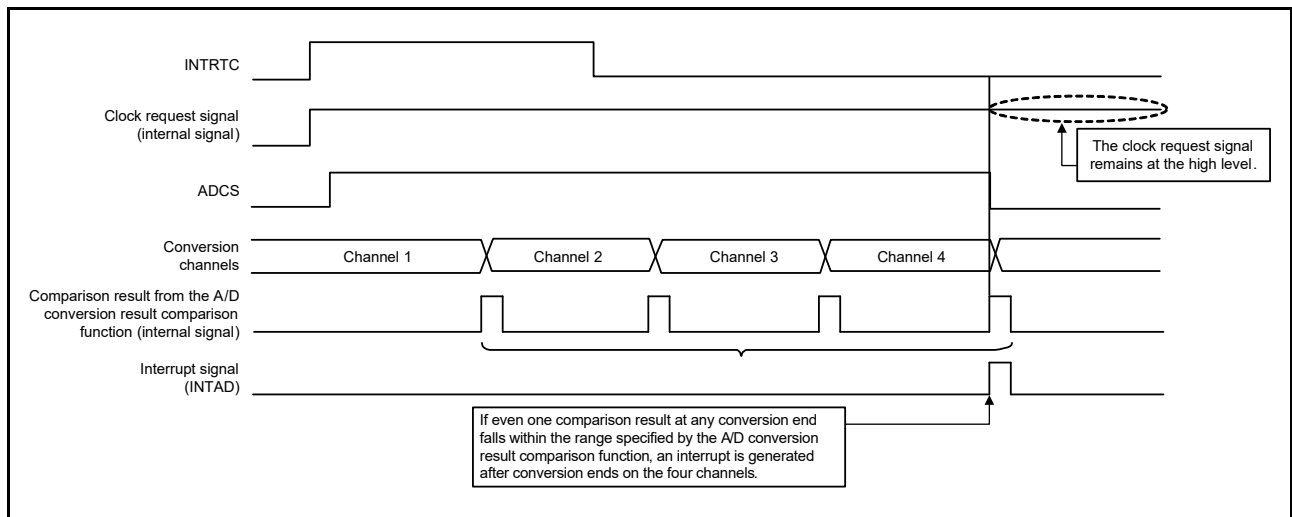 INTRTC
Clock request signal
(internal signal)
The clock request signal
remains at the high level.
ADCS
Conversion
channels
Channel 1
Channel 2
Channel 3
Channel 4
Comparison result from the A/D
conversion result comparison
function (internal signal)
Interrupt signal
(INTAD)
If even one comparison result at any conversion end
falls within the range specified by the A/D conversion
result comparison function, an interrupt is generated
after conversion ends on the four channels.